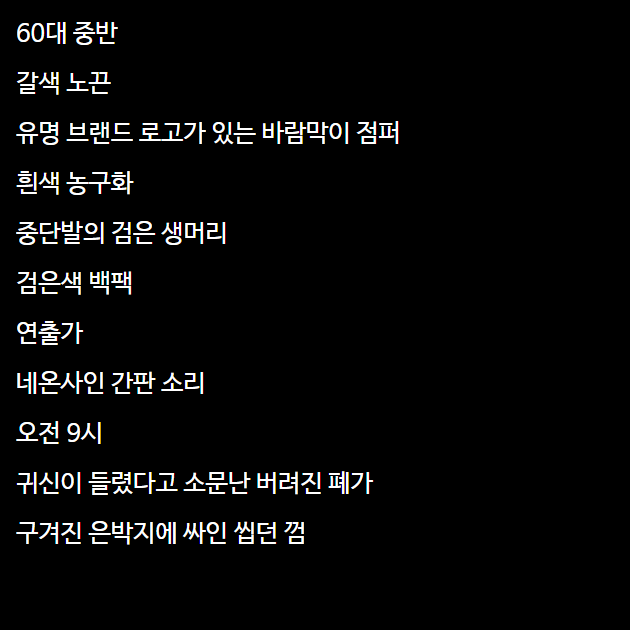 60대 중반
갈색 노끈
유명 브랜드 로고가 있는 바람막이 점퍼
흰색 농구화
중단발의 검은 생머리
검은색 백팩
연출가
네온사인 간판 소리
오전 9시
귀신이 들렸다고 소문난 버려진 폐가
구겨진 은박지에 싸인 씹던 껌